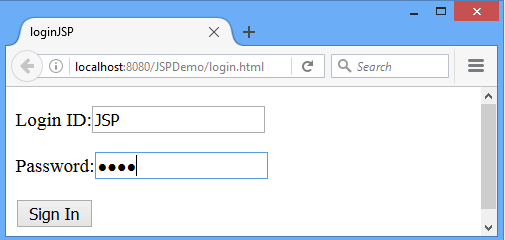 loginJSP
localhost:8080/JSPDemo/login.html
Search
Login ID:JSP
Password:●●●●
Sign In